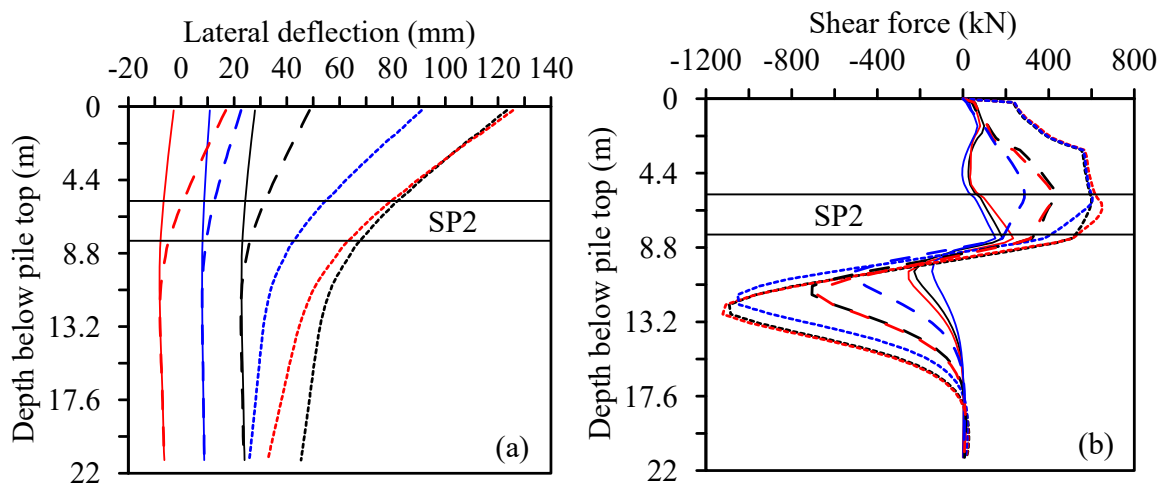 Lateral deflection (mm)
-20 0 20 40 60 80 100 120 140
Depth below pile top (m)
0
4.4
8.8
13.2
17.6
22
SP2
(a)
Shear force (kN)
-1200 -800 -400 0 400 800
Depth below pile top (m)
0
4.4
8.8
13.2
17.6
22
SP2
(b)